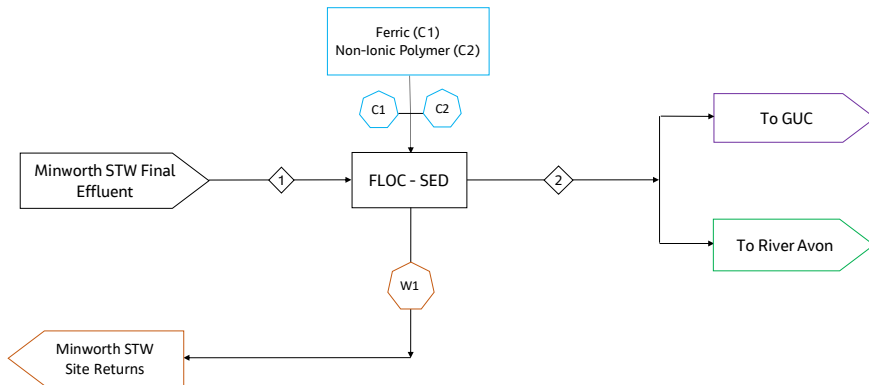 Ferric (C1)
Non-Ionic Polymer (C2)
C1
C2
To GUC
Minworth STW Final
Effluent
1
FLOC - SED
2
To River Avon
W1
Minworth STW
Site Returns